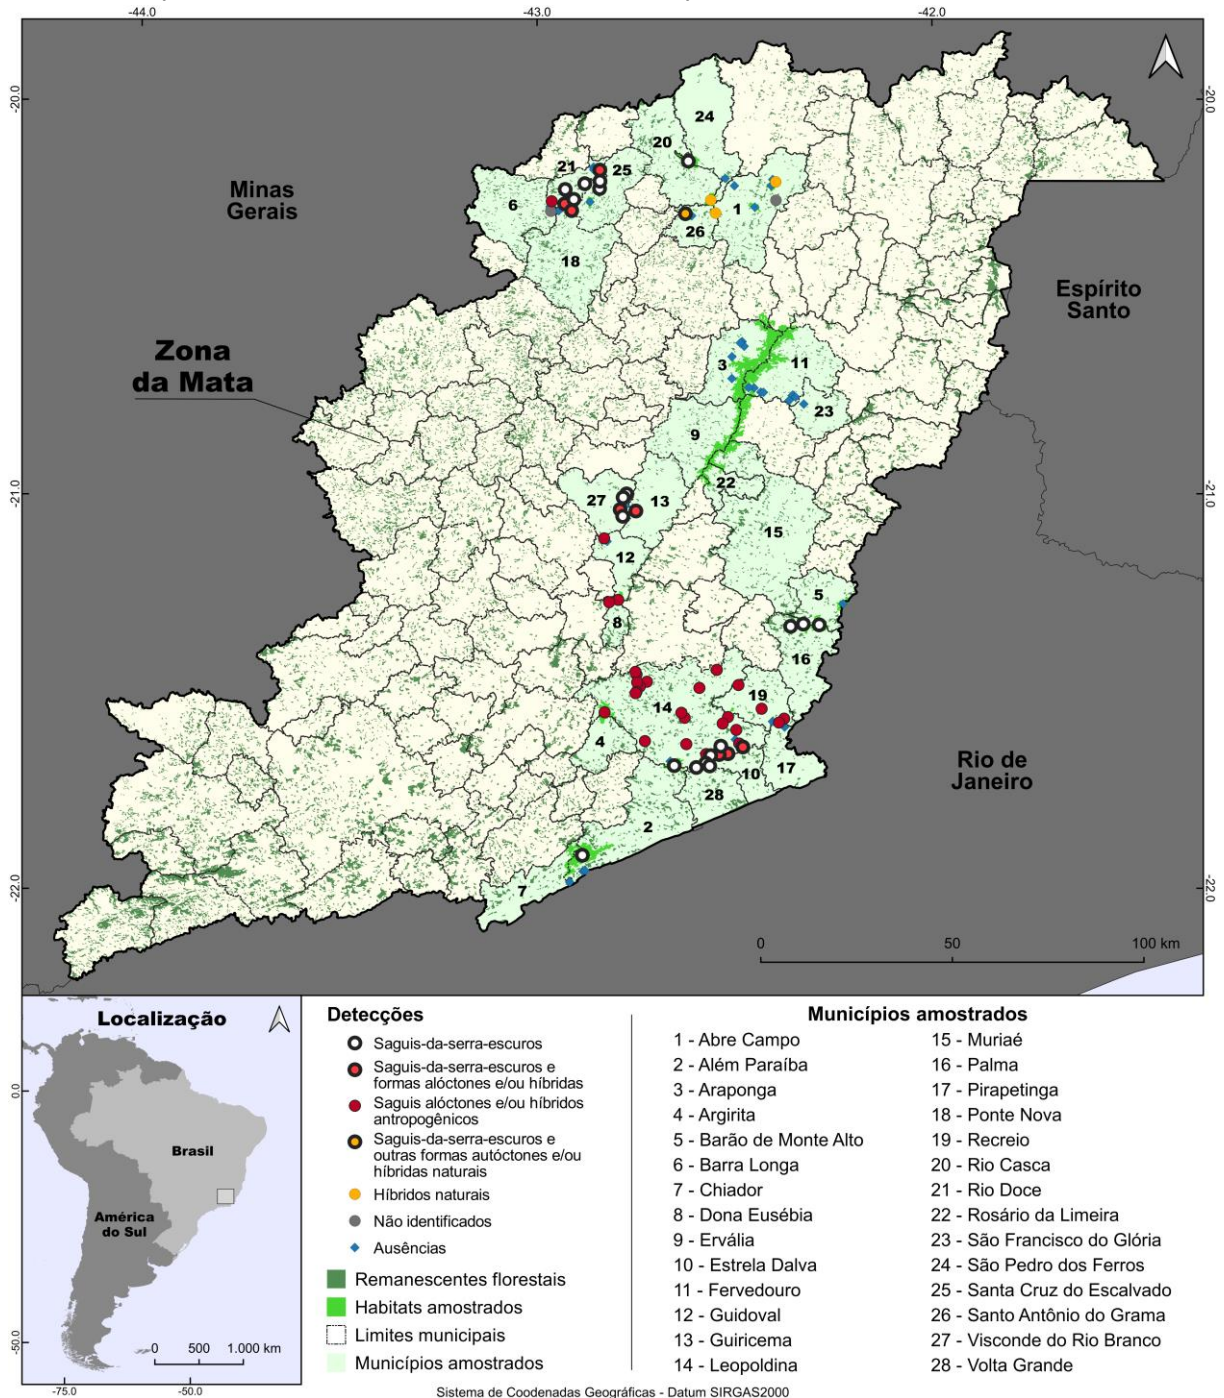 -44.0
-43.0
-42.0
-20.0
-20.0
24
20
21
25
Minas
Gerais
6
1
26
18
Espírito
Santo
Zona
da Mata
3
11
23
9
22
-21.0
-21.0
27
13
15
12
5
8
16
19
14
4
Rio de
Janeiro
10
17
28
2
7
-22.0
-22.0
0
50
100 km
Localização
0.0
Brasil
América
do Sul
0
500
1.000 km
-50.0
-75.0
-50.0
Detecções
Saguis-da-serra-escuros
Saguis-da-serra-escuros e
formas alóctones e/ou híbridas
Saguis alóctones e/ou híbridos
antropogênicos
Saguis-da-serra-escuros e
outras formas autóctones e/ou
híbridas naturais
Híbridos naturais
Não identificados
Ausências
Remanescentes florestais
Habitats amostrados
Limites municipais
Municípios amostrados
Municípios amostrados
1 - Abre Campo
2 - Além Paraíba
3 - Araponga
4 - Argirita
5 - Barão de Monte Alto
6 - Barra Longa
7 - Chiador
8 - Dona Eusébia
9 - Ervália
10 - Estrela Dalva
11 - Fervedouro
12 - Guidoval
13 - Guiricema
14 - Leopoldina
15 - Muriaé
16 - Palma
17 - Pirapetinga
18 - Ponte Nova
19 - Recreio
20 - Rio Casca
21 - Rio Doce
22 - Rosário da Limeira
23 - São Francisco do Glória
24 - São Pedro dos Ferros
25 - Santa Cruz do Escalvado
26 - Santo Antônio do Grama
27 - Visconde do Rio Branco
28 - Volta Grande
Sistema de Coodenadas Geográficas - Datum SIRGAS2000